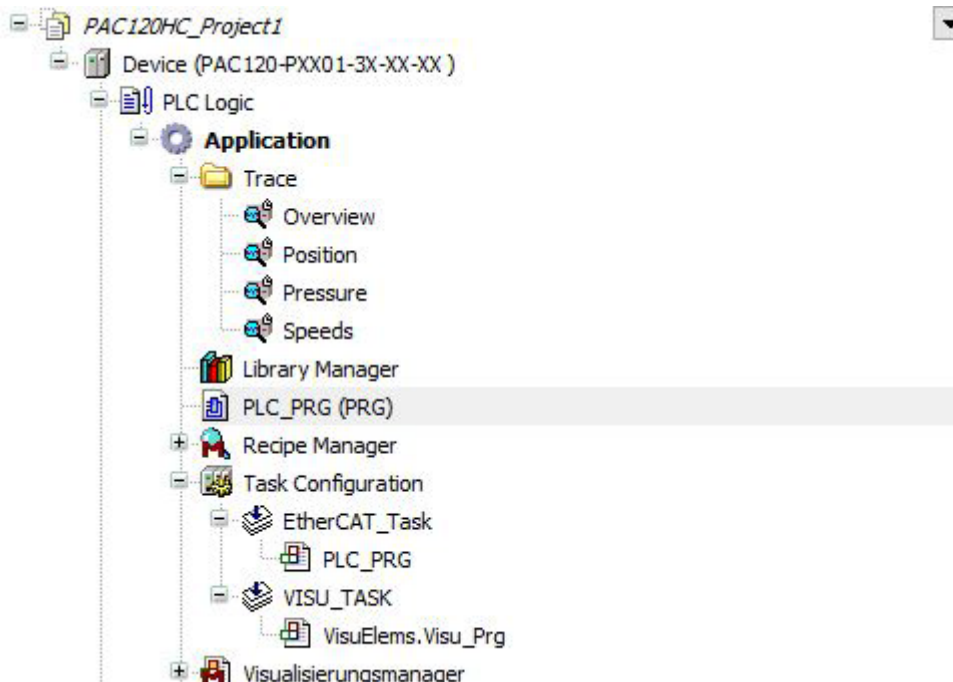 PAC120HC_Project1
Device (PAC120-PXX01-3X-XX-XX )
PLC Logic
Application
Trace
Overview
Position
Pressure
Speeds
Library Manager
PLC_PRG (PRG)
Recipe Manager
Task Configuration
EtherCAT_Task
PLC_PRG
VISU_TASK
VisuElems.Visu_Prg
Visualisierungsmanager